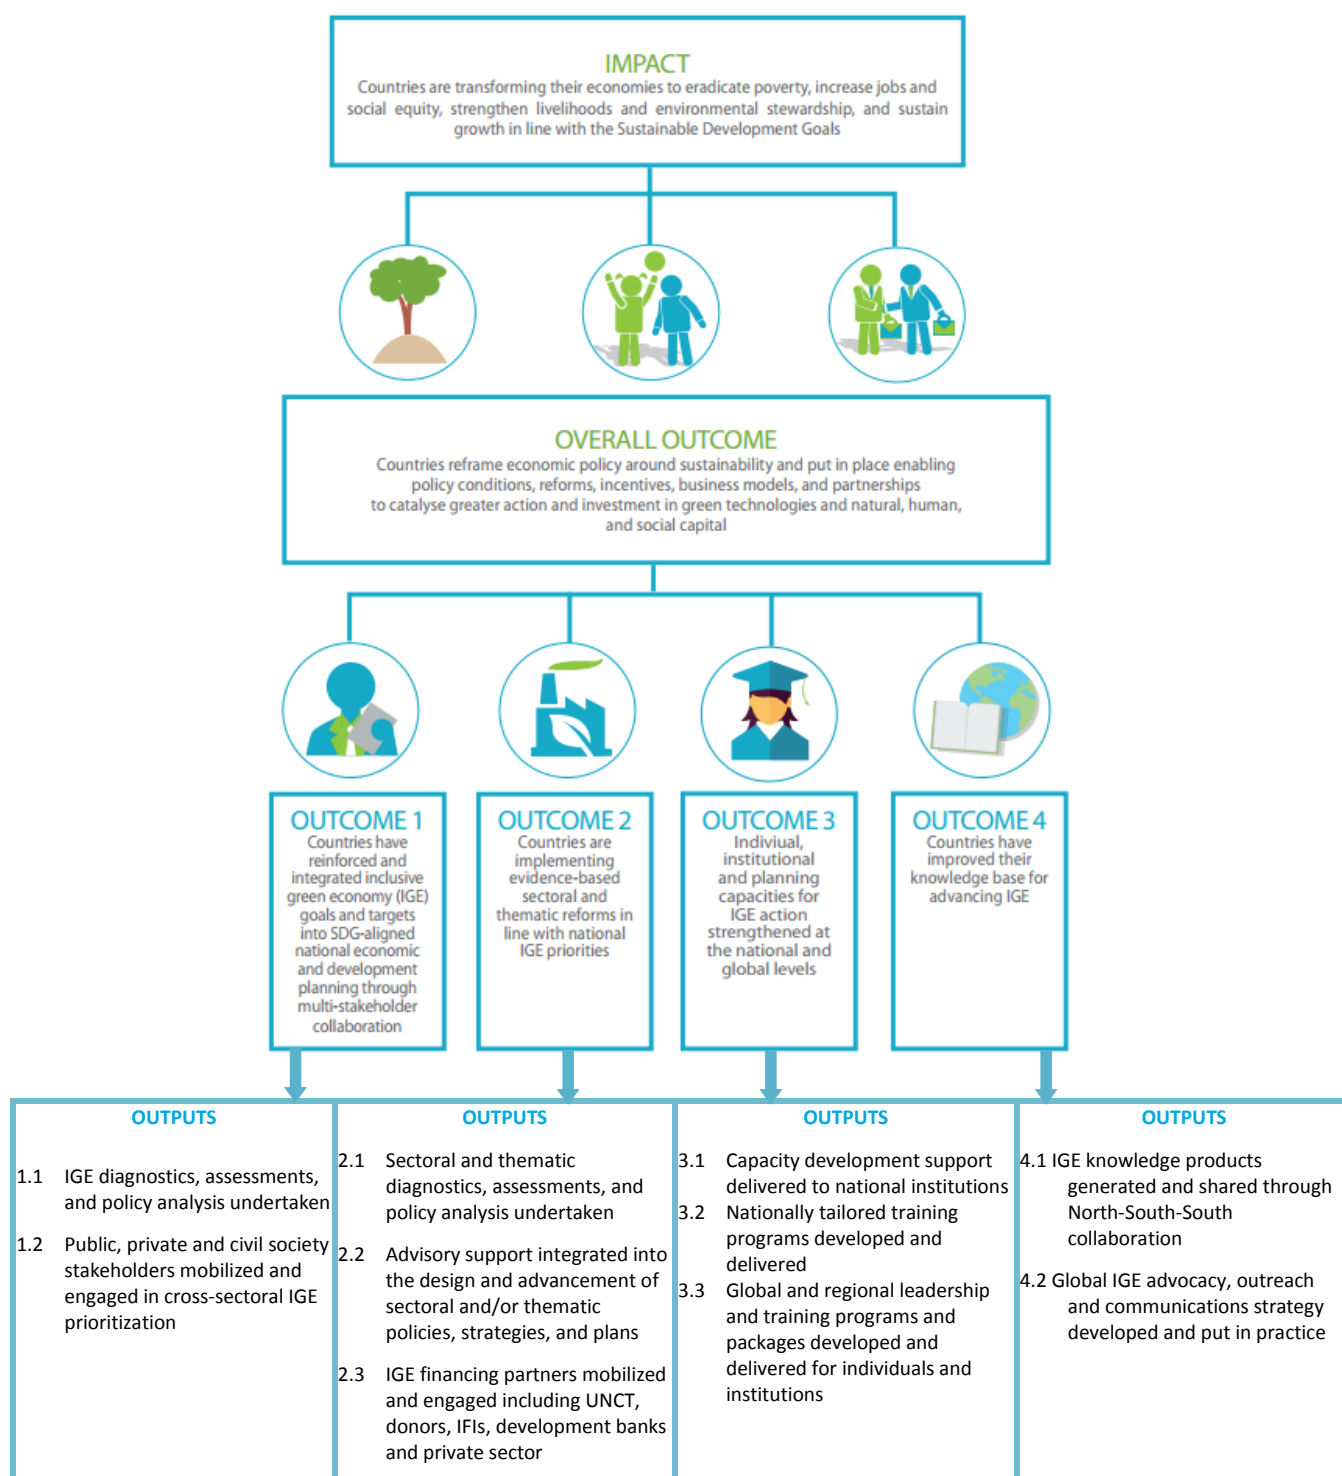 IMPACT
Countries are transforming their economies to eradicate poverty, increase jobs and
social equity, strengthen livelihoods and environmental stewardship, and sustain
growth in line with the Sustainable Development Goals
OVERALL OUTCOME
Countries reframe economic policy around sustainability and put in place enabling
policy conditions, reforms, incentives, business models, and partnerships
to catalyse greater action and investment in green technologies and natural, human,
and social capital
OUTCOME 1
Countries have
reinforced and
integrated inclusive
green economy (IGE)
goals and targets
into SDG-aligned
national economic
and development
planning through
multi-stakeholder
collaboration
OUTCOME 2
Countries are
implementing
evidence-based
sectoral and
thematic reforms in
line with national
IGE priorities
OUTCOME 3
Indiviual,
institutional
and planning
capacities for
IGE action
strengthened at
the national and
global levels
OUTCOME 4
Countries have
improved their
knowledge base for
advancing IGE
OUTPUTS
1.1 IGE diagnostics, assessments,
and policy analysis undertaken
1.2 Public, private and civil society
stakeholders mobilized and
engaged in cross-sectoral IGE
prioritization
OUTPUTS
2.1 Sectoral and thematic
diagnostics, assessments, and
policy analysis undertaken
2.2 Advisory support integrated into
the design and advancement of
sectoral and/or thematic
policies, strategies, and plans
2.3 IGE financing partners mobilized
and engaged including UNCT,
donors, IFIs, development banks
and private sector
OUTPUTS
3.1 Capacity development support
delivered to national institutions
3.2 Nationally tailored training
programs developed and
delivered
3.3 Global and regional leadership
and training programs and
packages developed and
delivered for individuals and
institutions
OUTPUTS
4.1 IGE knowledge products
generated and shared through
North-South-South
collaboration
4.2 Global IGE advocacy, outreach
and communications strategy
developed and put in practice